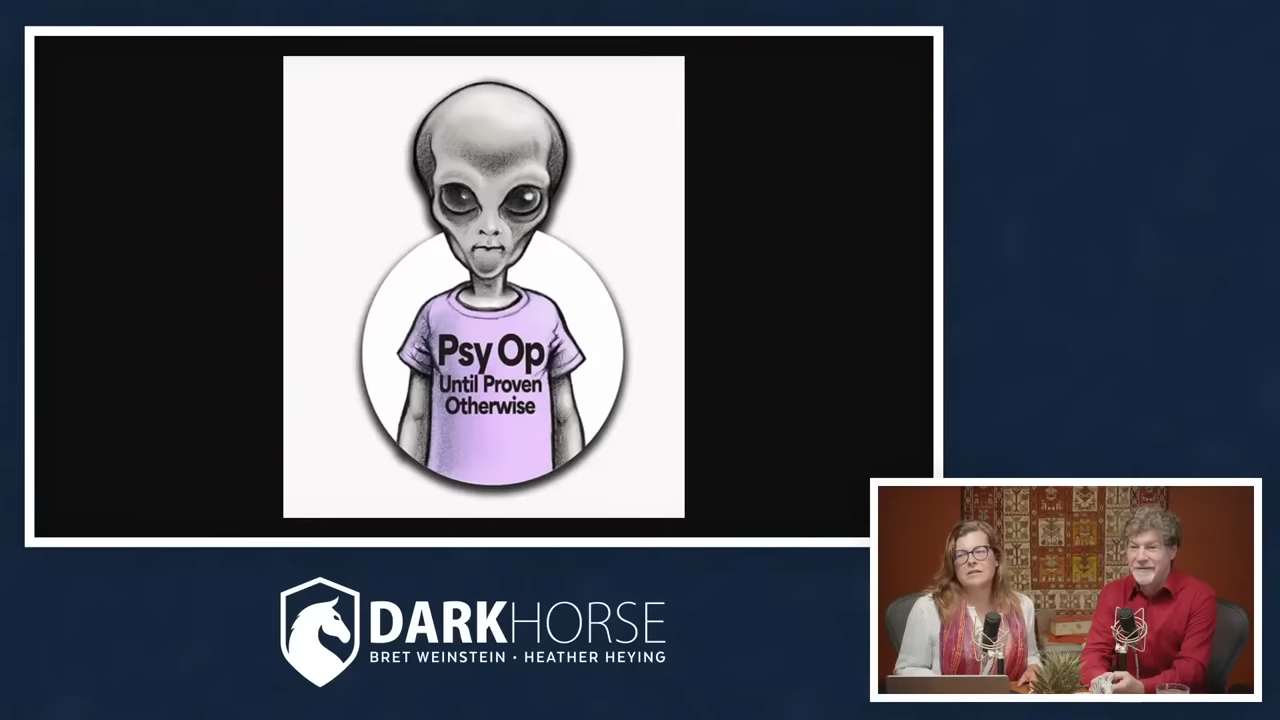 Psy Op
Until Proven
Otherwise
DARKHORSE
BRET WEINSTEIN · HEATHER HEYING